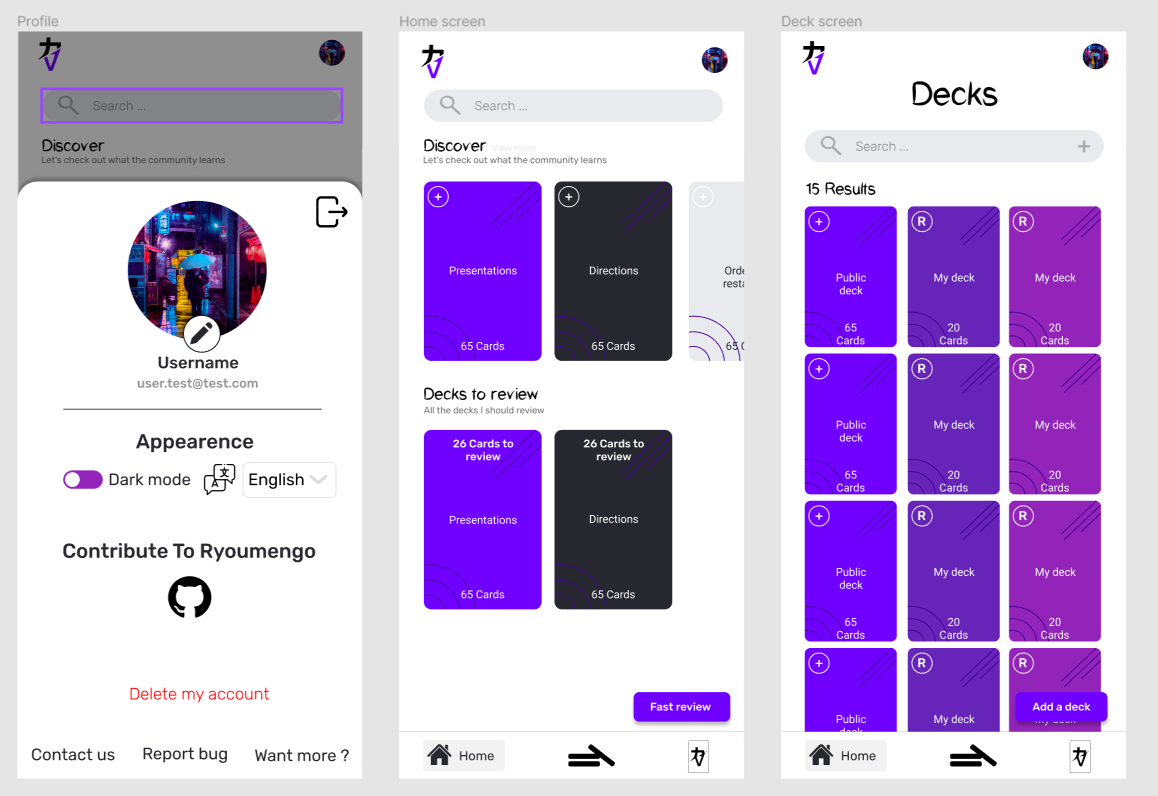 Profile
Search ...
Discover
Let's check out what the community learns
Username
user.test@test.com
Appearence
Dark mode
A
文
English
Contribute To Ryoumengo
Delete my account
Contact us
Report bug
Want more ?
Home screen
カ
Search ...
Discover View more
Let's check out what the community learns
+
Presentations
65 Cards
+
Directions
65 Cards
+
Orde
resta
65 C
Decks to review
All the decks I should review
26 Cards to
review
Presentations
65 Cards
26 Cards to
review
Directions
65 Cards
Fast review
Home
Deck screen
Decks
Search ...
+
15 Results
+
Public
deck
65
Cards
R
My deck
20
Cards
R
My deck
20
Cards
+
Public
deck
65
Cards
R
My deck
20
Cards
R
My deck
20
Cards
+
Public
deck
65
Cards
R
My deck
20
Cards
R
My deck
20
Cards
+
Public
deck
R
My deck
R
My deck
Add a deck
Home